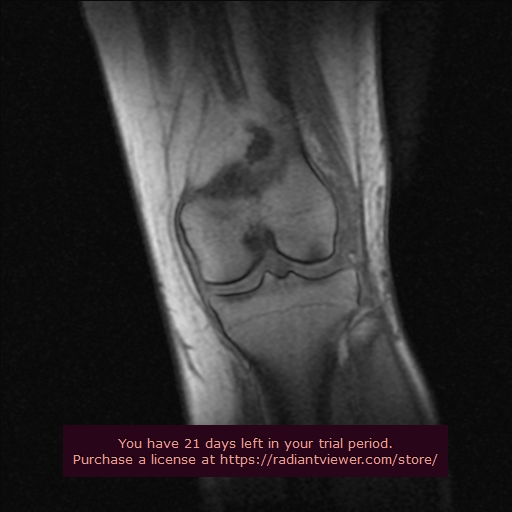 You have 21 days left in your trial period.
Purchase a license at https://radiantviewer.com/store/